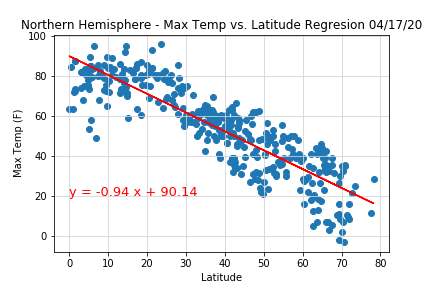 Northern Hemisphere - Max Temp vs. Latitude Regresion 04/17/20
100
80
60
40
20
0
Max Temp (F)
y = -0.94 x + 90.14
0 10 20 30 40 50 60 70 80
Latitude